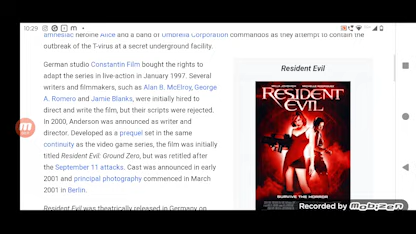 10:29
amnesiac heroine Alice and a band of Umbrella Corporation commandos as they attempt to contain the
outbreak of the T-virus at a secret underground facility.
German studio Constantin Film bought the rights to
adapt the series in live action in January 1997. Several
writers and filmmakers, such as Alan B. McElroy, George
A. Romero and Jamie Blanks, were initially hired to
direct and write the film, but their scripts were rejected.
In 2000, Anderson was announced as writer and
director. Developed as a prequel set in the same
continuity as the video game series, the film was initially
titled Resident Evil: Ground Zero, but was retitled after
the September 11 attacks. Cast was announced in early
2001 and principal photography commenced in March
2001 in Berlin.
Resident Evil was theatrically released in Germany on
Resident Evil
RESIDENT
EVIL
SURVIVE THE HORROR
Recorded by
MOBIZEN